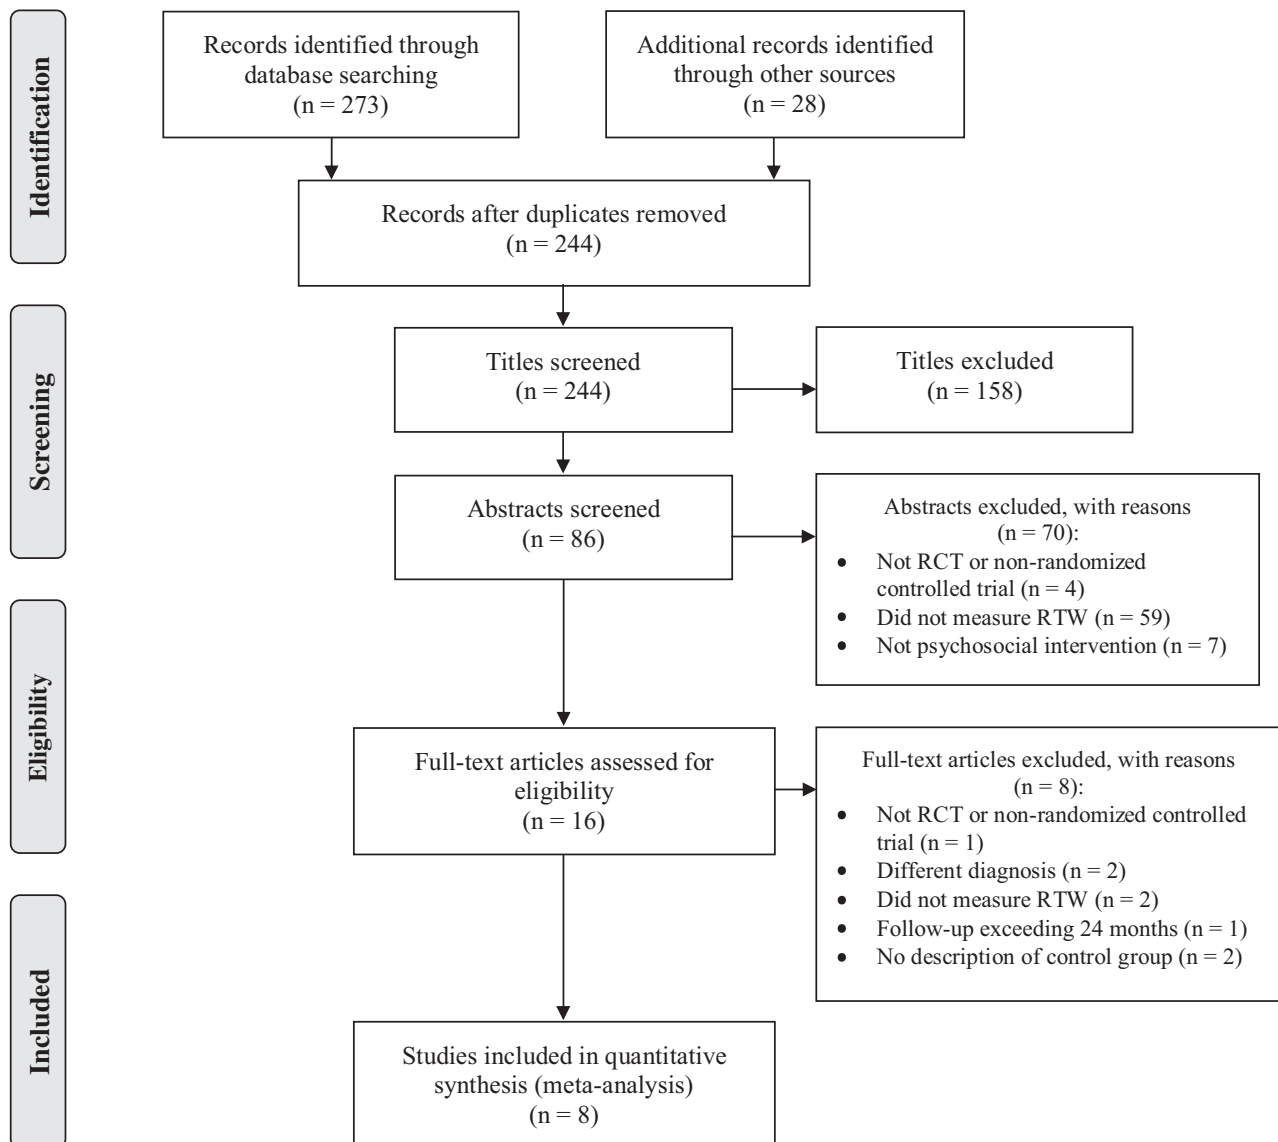 Identification
Records identified through
database searching
(n = 273)
Additional records identified
through other sources
(n = 28)
Records after duplicates removed
(n = 244)
Screening
Titles screened
(n = 244)
Titles excluded
(n = 158)
Abstracts screened
(n = 86)
Abstracts excluded, with reasons
(n = 70):
• Not RCT or non-randomized
controlled trial (n = 4)
• Did not measure RTW (n = 59)
• Not psychosocial intervention (n = 7)
Eligibility
Full-text articles assessed for
eligibility
(n = 16)
Full-text articles excluded, with reasons
(n = 8):
• Not RCT or non-randomized controlled
trial (n = 1)
• Different diagnosis (n = 2)
• Did not measure RTW (n = 2)
• Follow-up exceeding 24 months (n = 1)
• No description of control group (n = 2)
Included
Studies included in quantitative
synthesis (meta-analysis)
(n = 8)